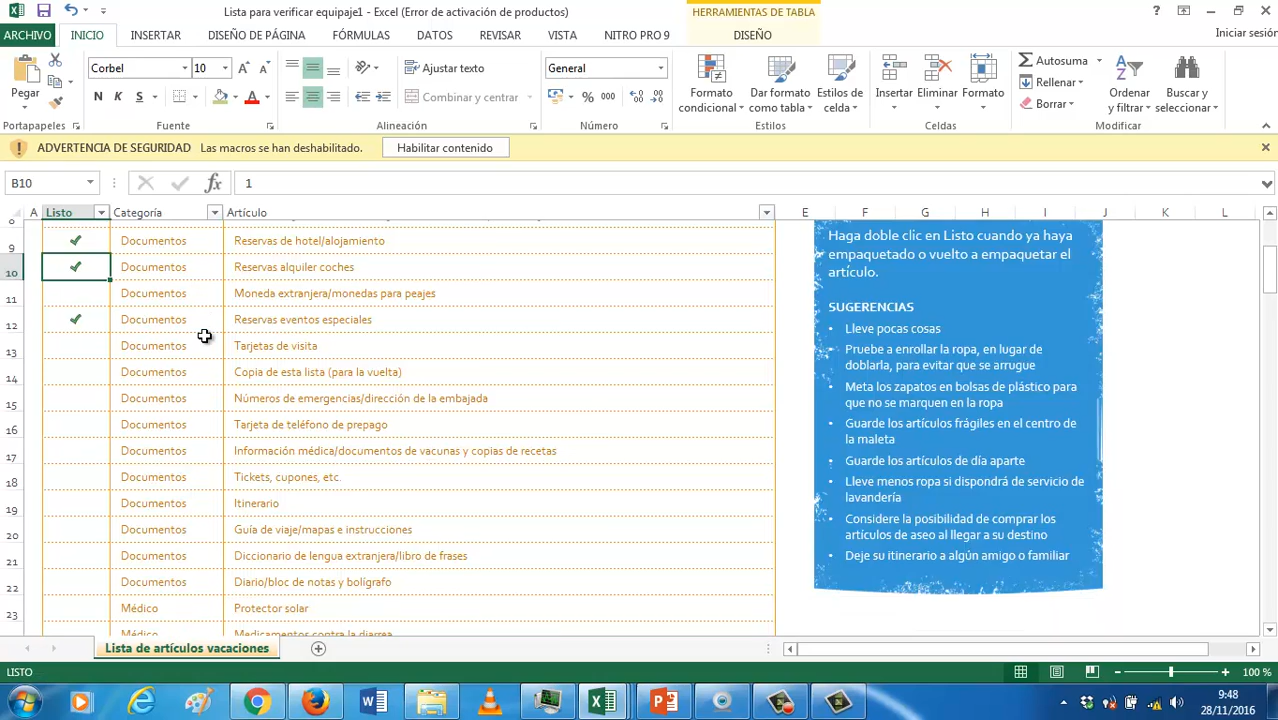 Lista para verificar equipaje1 - Excel (Error de activación de productos)
HERRAMIENTAS DE TABLA
?
ARCHIVO INICIO INSERTAR DISEÑO DE PÁGINA FÓRMULAS DATOS REVISAR VISTA NITRO PRO 9 DISEÑO Iniciar sesión
Pegar
Corbel 10
N K S
Ajustar texto
Combinar y centrar
General
% 000
Formato condicional
Dar formato como tabla
Estilos de celda
Insertar Eliminar Formato
Autosuma
Rellenar
Borrar
Ordenar y filtrar
Buscar y seleccionar
Portapapeles Fuente Alineación Número Estilos Celdas Modificar
ADVERTENCIA DE SEGURIDAD Las macros se han deshabilitado. Habilitar contenido
B10 fx 1
A Listo Categoría Artículo E F G H I J K L
8
9 Documentos Reservas de hotel/alojamiento
10 Documentos Reservas alquiler coches
11 Documentos Moneda extranjera/monedas para peajes
12 Documentos Reservas eventos especiales
13 Documentos Tarjetas de visita
14 Documentos Copia de esta lista (para la vuelta)
15 Documentos Números de emergencias/dirección de la embajada
16 Documentos Tarjeta de teléfono de prepago
17 Documentos Información médica/documentos de vacunas y copias de recetas
18 Documentos Tickets, cupones, etc.
19 Documentos Itinerario
20 Documentos Guía de viaje/mapas e instrucciones
21 Documentos Diccionario de lengua extranjera/libro de frases
22 Documentos Diario/bloc de notas y bolígrafo
23 Médico Protector solar
Médico Medicamentos contra la diarrea
Haga doble clic en Listo cuando ya haya
empaquetado o vuelto a empaquetar el
artículo.
SUGERENCIAS
• Lleve pocas cosas
• Pruebe a enrollar la ropa, en lugar de
doblarla, para evitar que se arrugue
• Meta los zapatos en bolsas de plástico para
que no se marquen en la ropa
• Guarde los artículos frágiles en el centro de
la maleta
• Guarde los artículos de día aparte
• Lleve menos ropa si dispondrá de servicio de
lavandería
• Considere la posibilidad de comprar los
artículos de aseo al llegar a su destino
• Deje su itinerario a algún amigo o familiar
Lista de artículos vacaciones
LISTO 100 %
9:48
28/11/2016